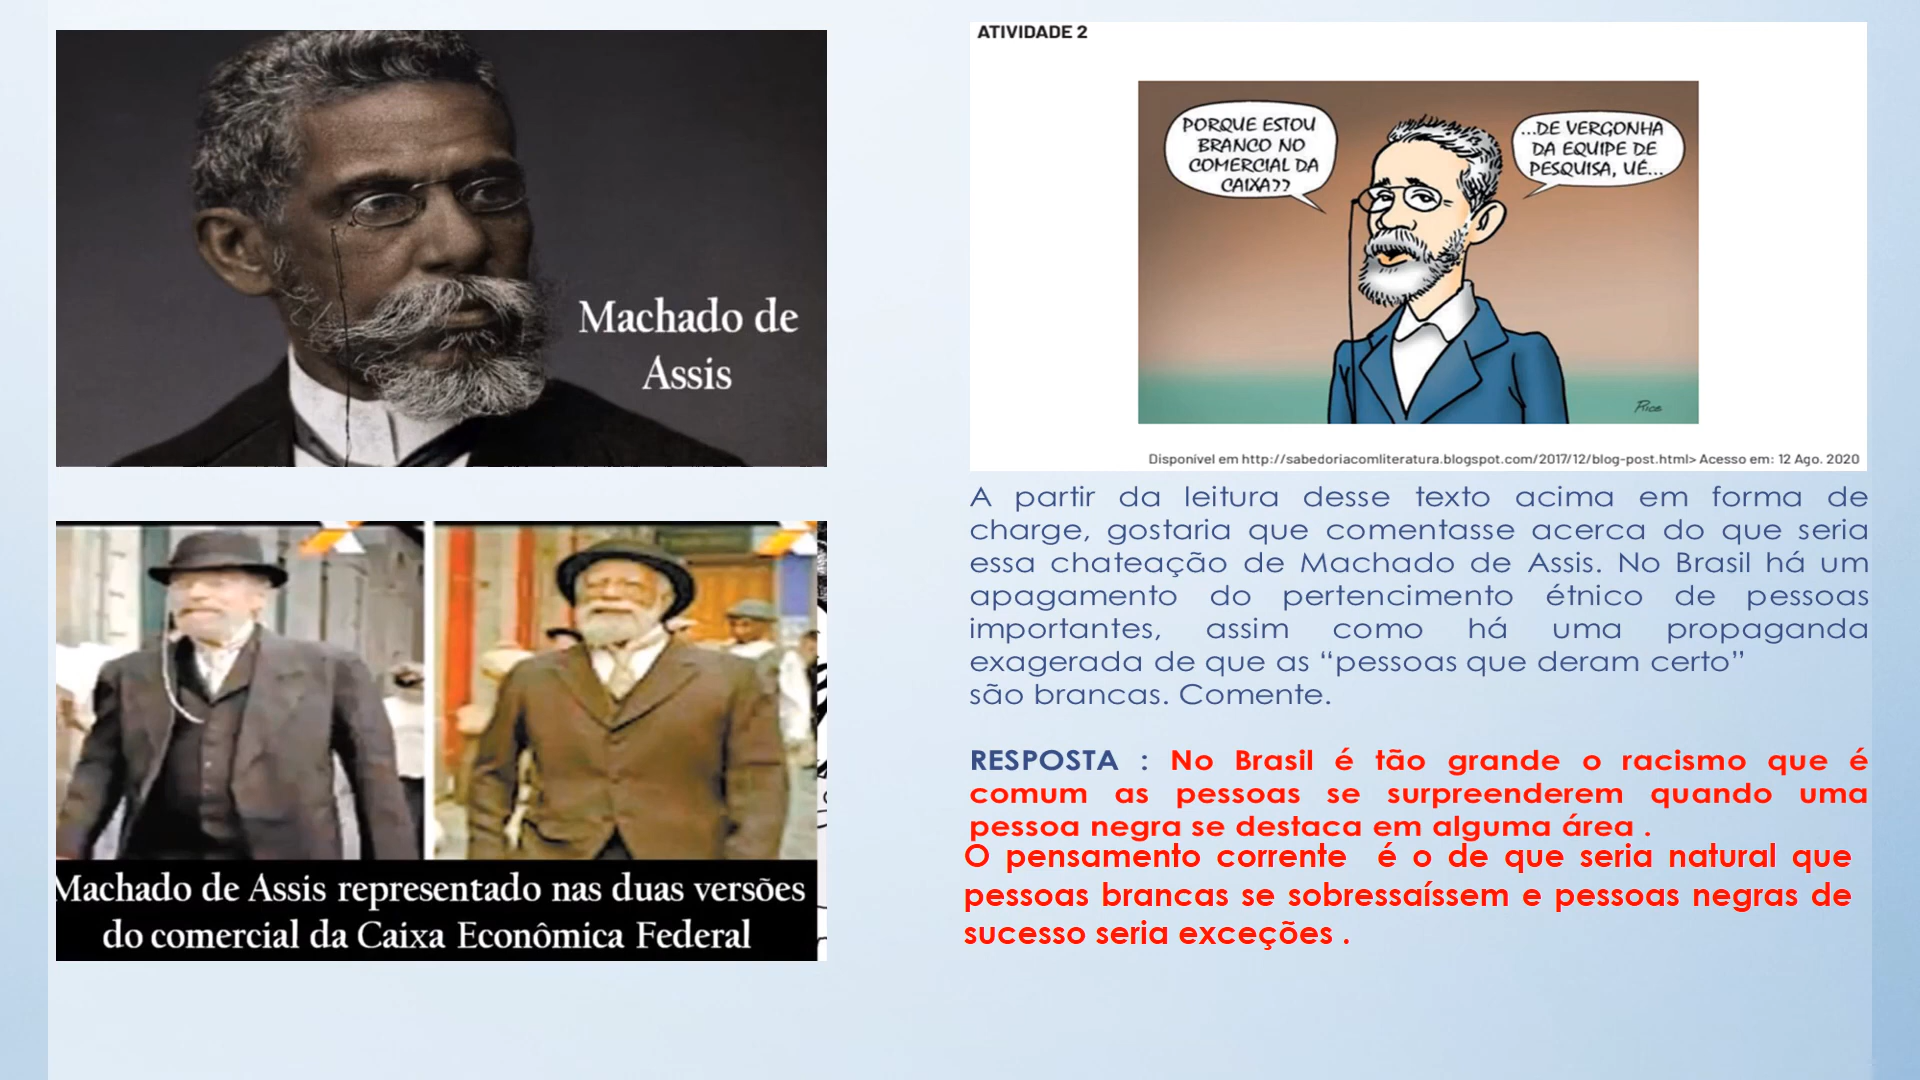 Machado de
Assis
Machado de Assis representado nas duas versões
do comercial da Caixa Econômica Federal
ATIVIDADE 2
PORQUE ESTOU
BRANCO NO
COMERCIAL DA
CAIXA??
...DE VERGONHA
DA EQUIPE DE
PESQUISA, UÉ...
Rice
Disponível em http://sabedoriacomliteratura.blogspot.com/2017/12/blog-post.html> Acesso em: 12 Ago. 2020
A partir da leitura desse texto acima em forma de
charge, gostaria que comentasse acerca do que seria
essa chateação de Machado de Assis. No Brasil há um
apagamento do pertencimento étnico de pessoas
importantes, assim como há uma propaganda
exagerada de que as “pessoas que deram certo”
são brancas. Comente.
RESPOSTA : No Brasil é tão grande o racismo que é
comum as pessoas se surpreenderem quando uma
pessoa negra se destaca em alguma área .
O pensamento corrente é o de que seria natural que
pessoas brancas se sobressaíssem e pessoas negras de
sucesso seria exceções .